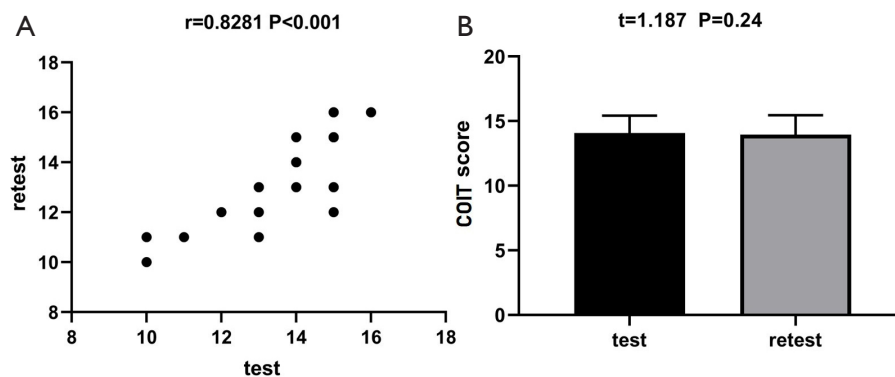 A
r=0.8281 P<0.001
18
16
14
12
10
8
retest
8 10 12 14 16 18
test
B
t=1.187 P=0.24
20
15
10
5
0
COIT score
test retest